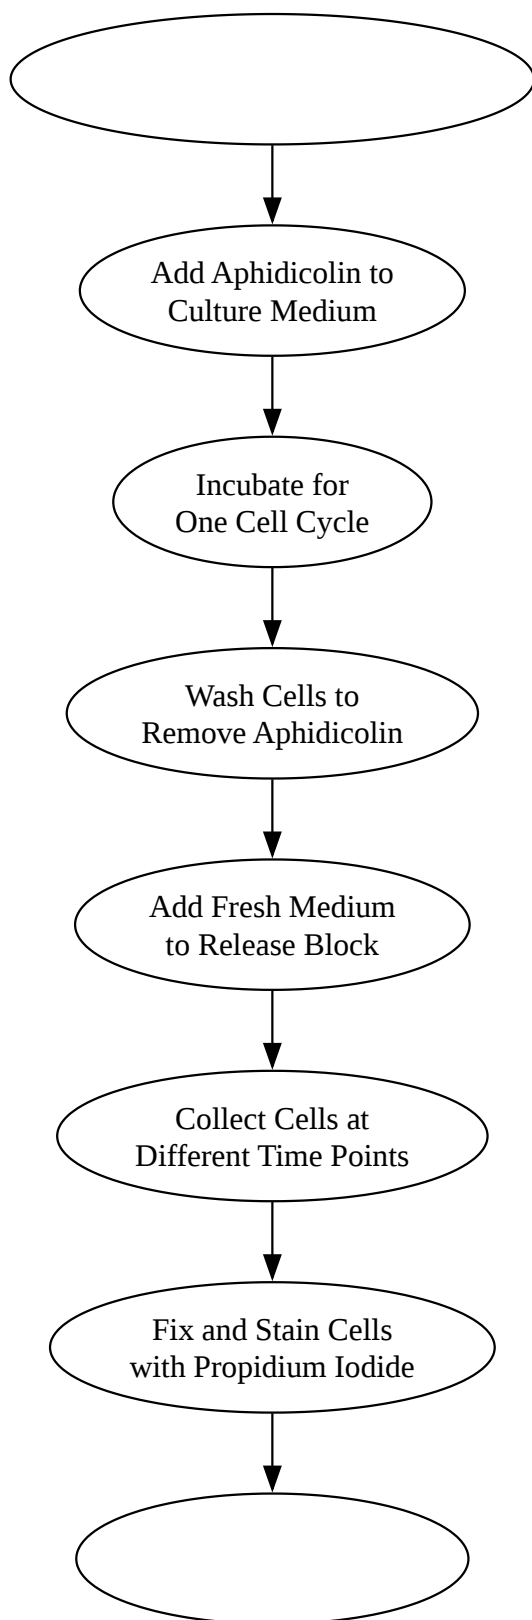 Add Aphidicolin to
Culture Medium
Incubate for
One Cell Cycle
Wash Cells to
Remove Aphidicolin
Add Fresh Medium
to Release Block
Collect Cells at
Different Time Points
Fix and Stain Cells
with Propidium Iodide